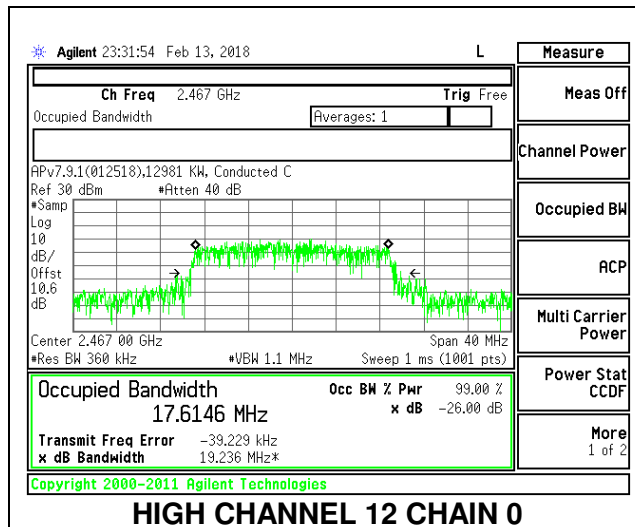 Agilent 23:31:54 Feb 13, 2018 L Measure
Ch Freq 2.467 GHz Trig Free
Meas Off
Occupied Bandwidth Averages: 1
Channel Power
APv7.9.1(012518),12981 KW, Conducted C
Ref 30 dBm #Atten 40 dB
#Samp
Log
10
dB/
Offst
10.6
dB
Occupied BW
ACP
Center 2.467 00 GHz Span 40 MHz
#Res BW 360 kHz #VBW 1.1 MHz Sweep 1 ms (1001 pts)
Multi Carrier
Power
Occupied Bandwidth Occ BW % Pwr 99.00 %
17.6146 MHz x dB -26.00 dB
Transmit Freq Error -39.229 kHz
x dB Bandwidth 19.236 MHz*
Power Stat
CCDF
More
1 of 2
Copyright 2000-2011 Agilent Technologies
HIGH CHANNEL 12 CHAIN 0